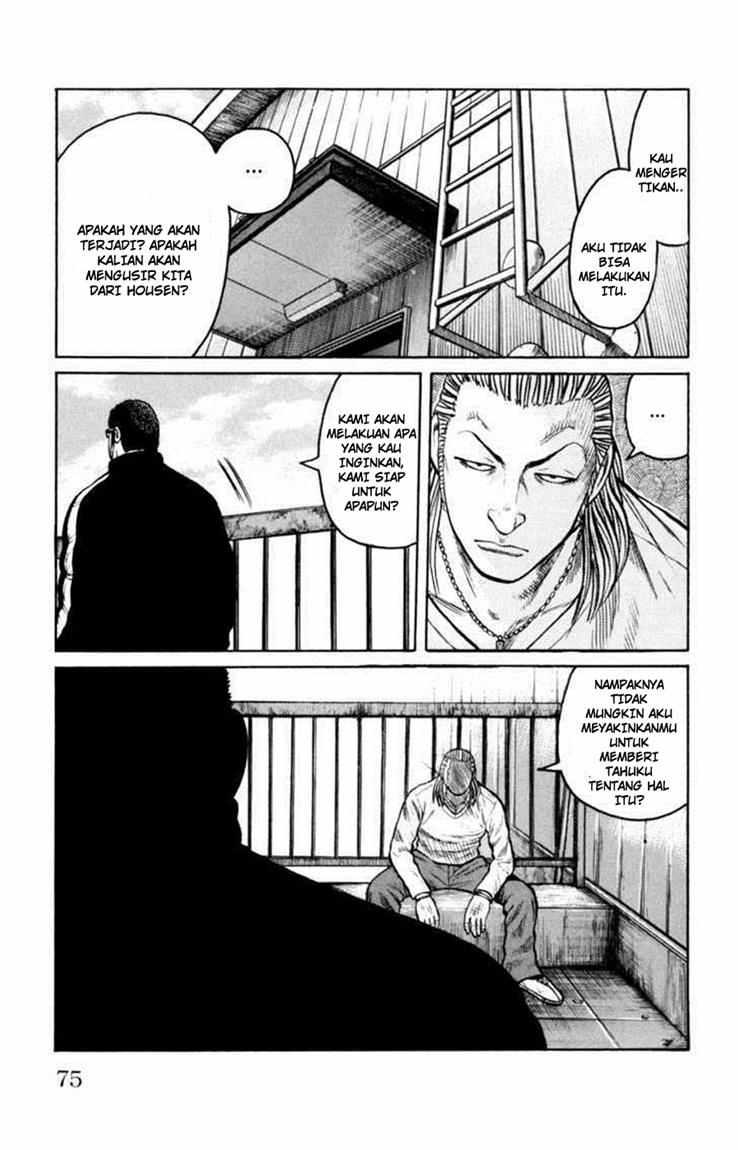 KAU
MENGER
TIKAN..
AKU TIDAK
BISA
MELAKUKAN
ITU.
...
APAKAH YANG AKAN
TERJADI? APAKAH
KALIAN AKAN
MENGUSIR KITA
DARI HOUSEN?
...
KAMI AKAN
MELAKUAN APA
YANG KAU
INGINKAN,
KAMI SIAP
UNTUK
APAPUN?
NAMPAKNYA
TIDAK
MUNGKIN AKU
MEYAKINKANMU
UNTUK
MEMBERI
TAHUKU
TENTANG HAL
ITU?
75